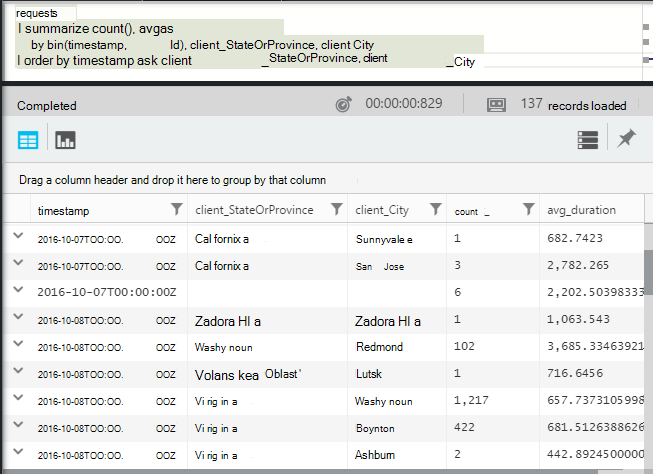 requests
I summarize count(), avgas
by bin(timestamp, Id), client_StateOrProvince, client City
I order by timestamp ask client _StateOrProvince, client _City
Completed 00:00:00:829 137 records loaded
Drag a column header and drop it here to group by that column
timestamp client_StateOrProvince client_City count _ avg_duration
2016-10-07TOO:OO. OOZ Cal fornix a Sunnyvale e 1 682.7423
2016-10-07TOO:OO. OOZ Cal fornix a San Jose 3 2,782.265
2016-10-07T00:00:00Z 6 2,202.50398333
2016-10-08TOO:OO. OOZ Zadora HI a Zadora HI a 1 1,063.543
2016-10-08TOO:OO. OOZ Washy noun Redmond 102 3,685.33463921
2016-10-08TOO:OO. OOZ Volans kea Oblast' Lutsk 1 716.6456
2016-10-08TOO:OO. OOZ Vi rig in a Washy noun 1,217 657.7373105998
2016-10-08TOO:OO. OOZ Vi rig in a Boynton 422 681.5126388626
2016-10-08TOO:OO. OOZ Vi rig in a Ashbum 2 442.8924500000